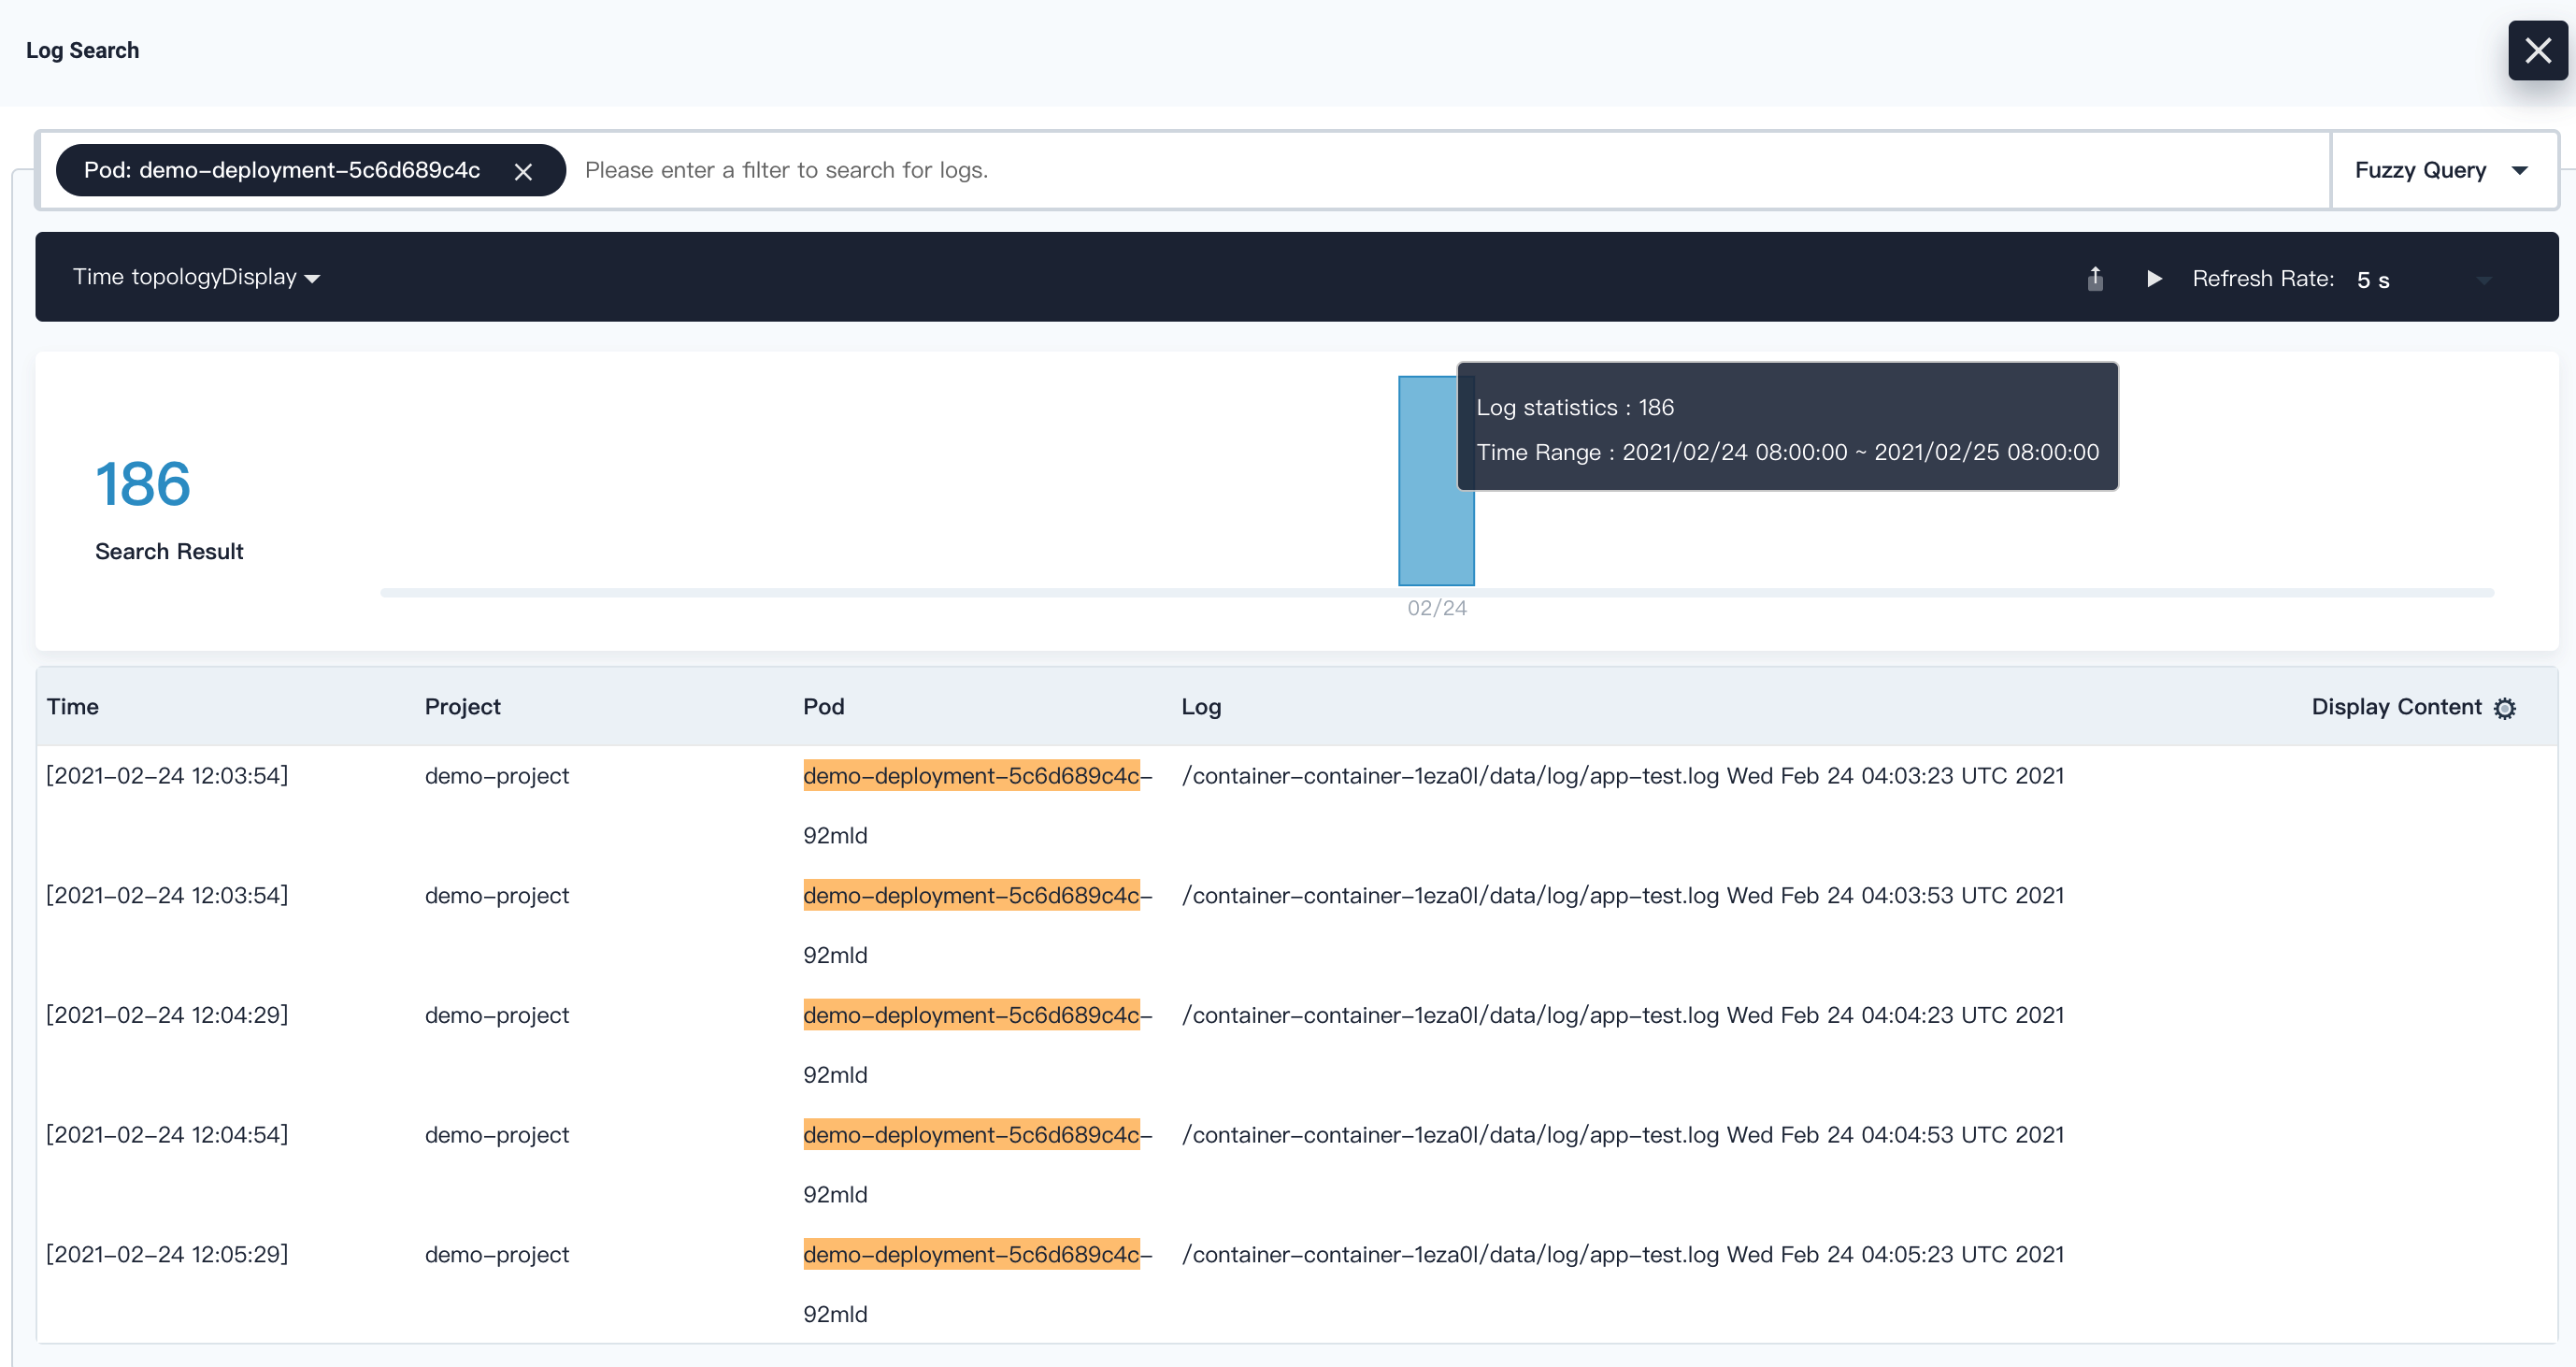 Log Search
Pod: demo-deployment-5c6d689c4c
Please enter a filter to search for logs.
Fuzzy Query
Time topologyDisplay
Refresh Rate: 5 s
Log statistics : 186
Time Range : 2021/02/24 08:00:00 ~ 2021/02/25 08:00:00
186
Search Result
02/24
Time Project Pod Log Display Content
[2021-02-24 12:03:54] demo-project demo-deployment-5c6d689c4c- /container-container-1eza0l/data/log/app-test.log Wed Feb 24 04:03:23 UTC 2021
92mld
[2021-02-24 12:03:54] demo-project demo-deployment-5c6d689c4c- /container-container-1eza0l/data/log/app-test.log Wed Feb 24 04:03:53 UTC 2021
92mld
[2021-02-24 12:04:29] demo-project demo-deployment-5c6d689c4c- /container-container-1eza0l/data/log/app-test.log Wed Feb 24 04:04:23 UTC 2021
92mld
[2021-02-24 12:04:54] demo-project demo-deployment-5c6d689c4c- /container-container-1eza0l/data/log/app-test.log Wed Feb 24 04:04:53 UTC 2021
92mld
[2021-02-24 12:05:29] demo-project demo-deployment-5c6d689c4c- /container-container-1eza0l/data/log/app-test.log Wed Feb 24 04:05:23 UTC 2021
92mld